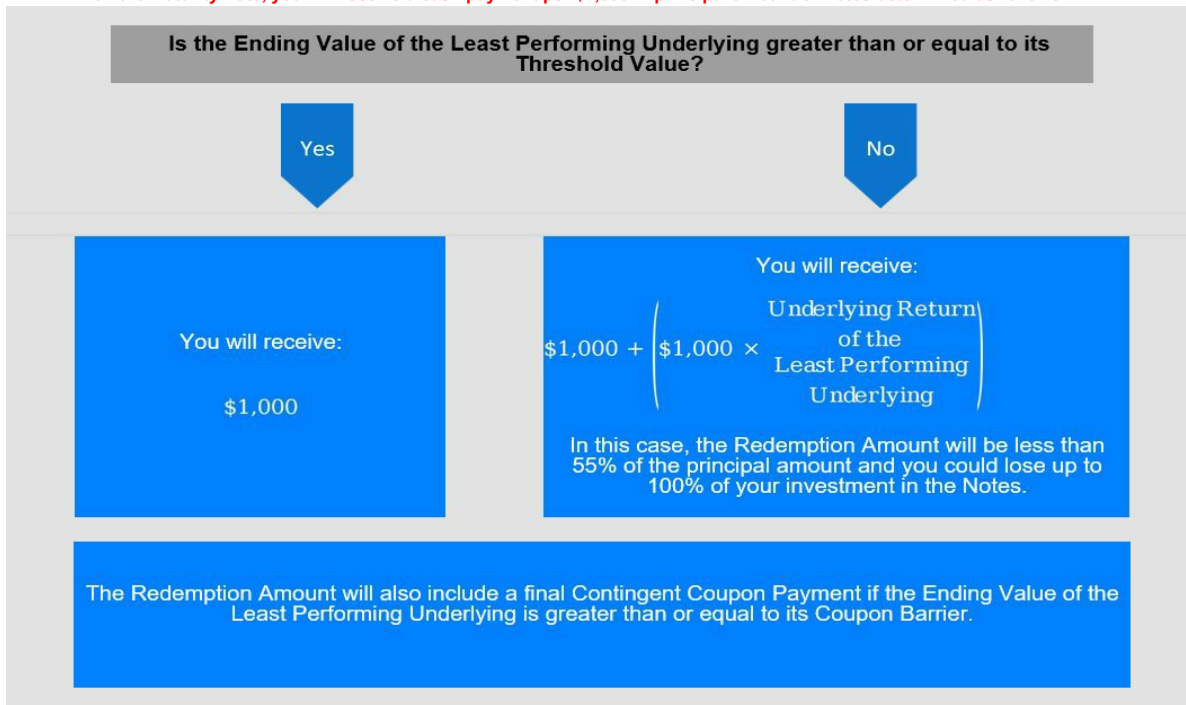 Is the Ending Value of the Least Performing Underlying greater than or equal to its
Threshold Value?
Yes
No
You will receive:
$1,000
You will receive:
$1,000 + ($1,000 × Underlying Return
of the
Least Performing
Underlying)
In this case, the Redemption Amount will be less than
55% of the principal amount and you could lose up to
100% of your investment in the Notes.
The Redemption Amount will also include a final Contingent Coupon Payment if the Ending Value of the
Least Performing Underlying is greater than or equal to its Coupon Barrier.